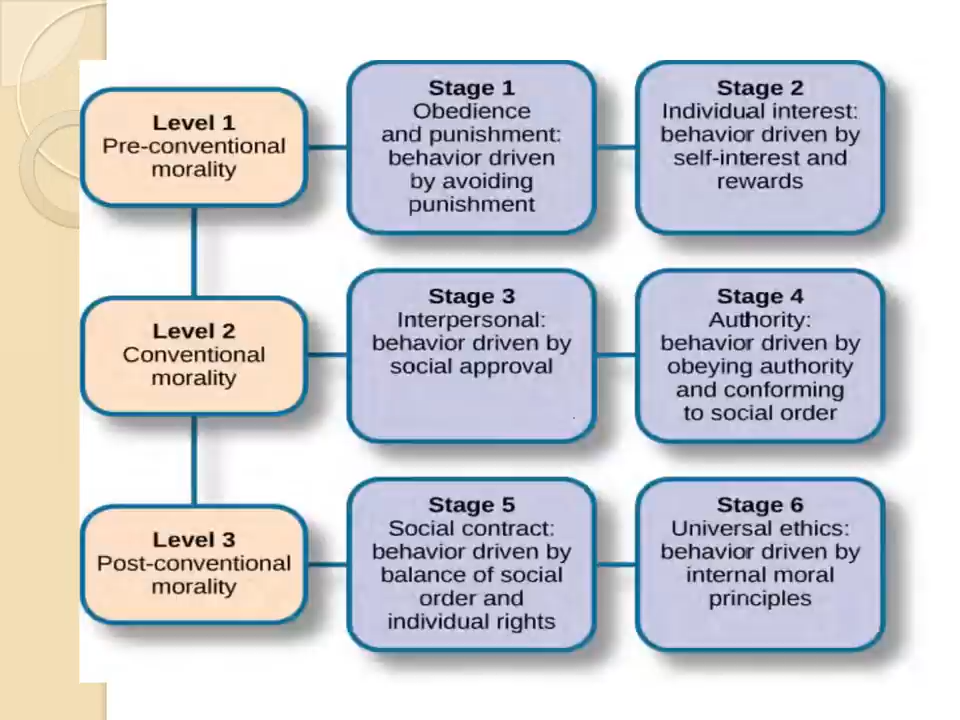 Level 1
Pre-conventional
morality
Stage 1
Obedience
and punishment:
behavior driven
by avoiding
punishment
Stage 2
Individual interest:
behavior driven by
self-interest and
rewards
Level 2
Conventional
morality
Stage 3
Interpersonal:
behavior driven by
social approval
Stage 4
Authority:
behavior driven by
obeying authority
and conforming
to social order
Level 3
Post-conventional
morality
Stage 5
Social contract:
behavior driven by
balance of social
order and
individual rights
Stage 6
Universal ethics:
behavior driven by
internal moral
principles